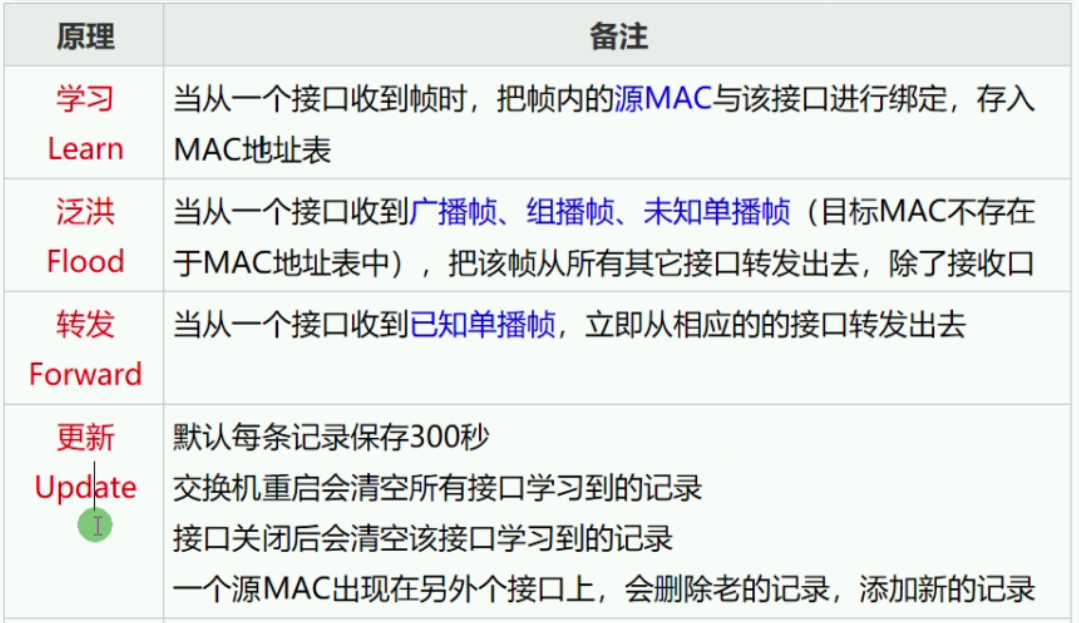 原理 备注
学习
Learn
当从一个接口收到帧时，把帧内的源MAC与该接口进行绑定，存入
MAC地址表
泛洪
Flood
当从一个接口收到广播帧、组播帧、未知单播帧（目标MAC不存在
于MAC地址表中），把该帧从所有其它接口转发出去，除了接收口
转发
Forward
当从一个接口收到已知单播帧，立即从相应的的接口转发出去
更新
Update
默认每条记录保存300秒
交换机重启会清空所有接口学习到的记录
接口关闭后会清空该接口学习到的记录
一个源MAC出现在另外个接口上，会删除老的记录，添加新的记录